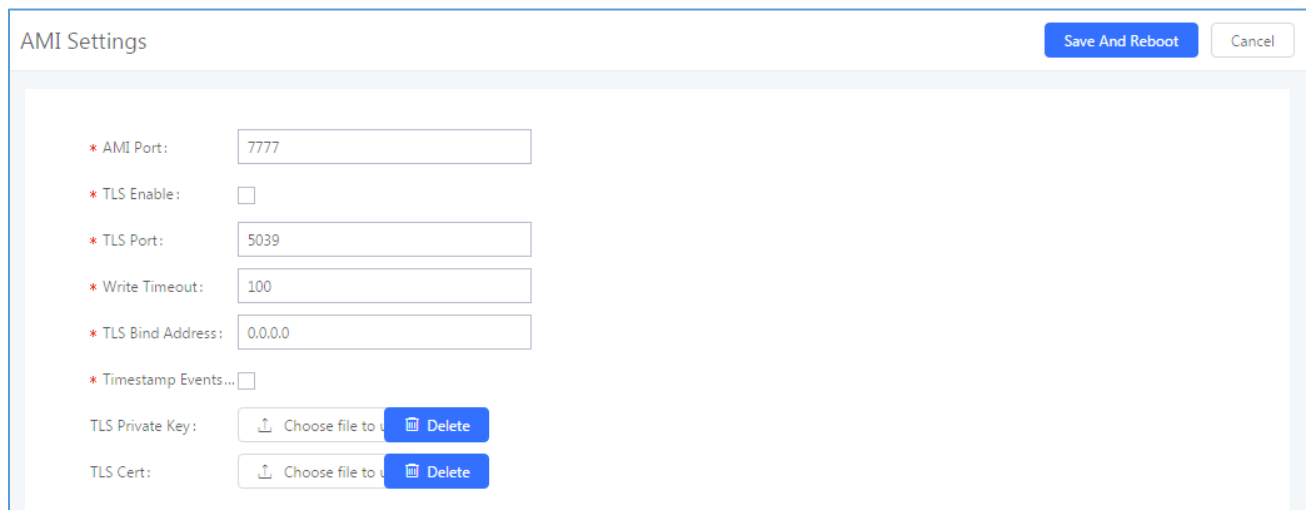 AMI Settings Save And Reboot Cancel
* AMI Port: 7777
* TLS Enable:
* TLS Port: 5039
* Write Timeout: 100
* TLS Bind Address: 0.0.0.0
* Timestamp Events...
TLS Private Key: Choose file to u Delete
TLS Cert: Choose file to u Delete